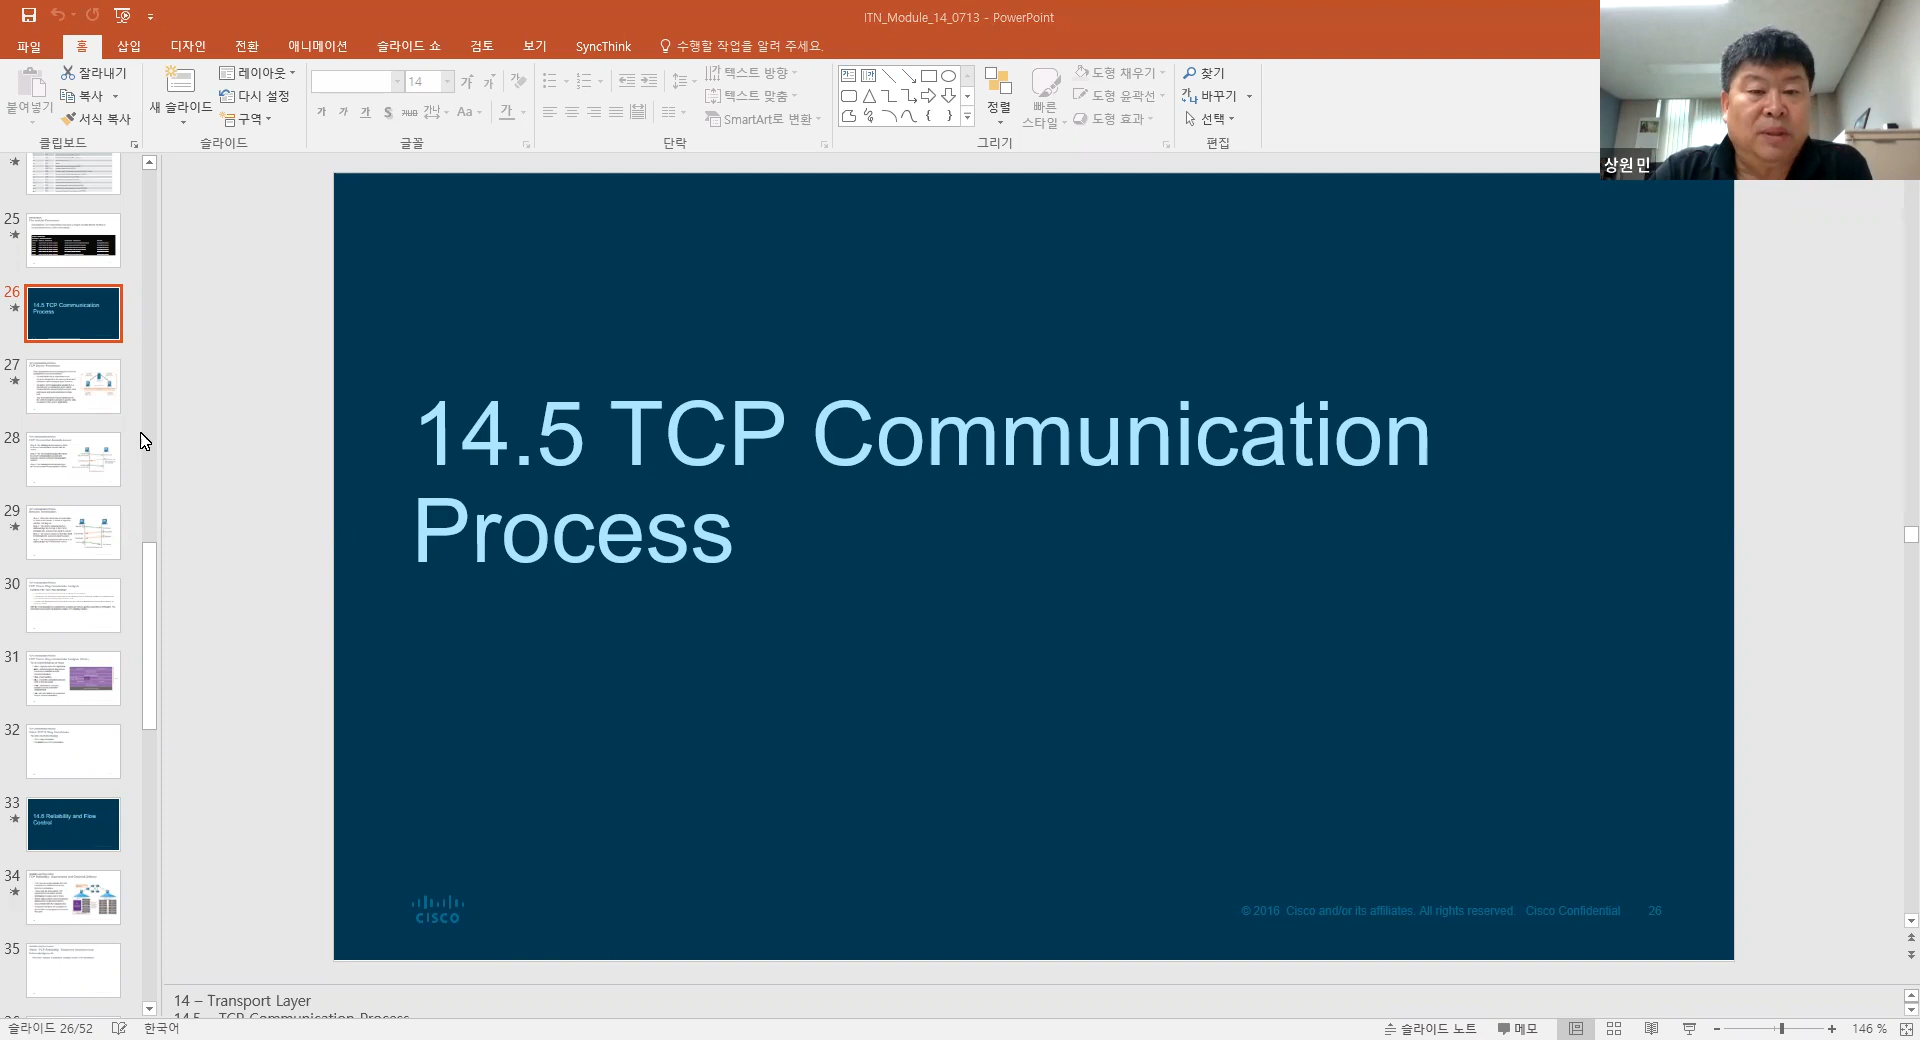 ITN_Module_14_0713 - PowerPoint
파일 홈 삽입 디자인 전환 애니메이션 슬라이드 쇼 검토 보기 SyncThink 수행할 작업을 알려 주세요.
붙여넣기
잘라내기
복사
서식 복사
클립보드
새 슬라이드
레이아웃
다시 설정
구역
슬라이드
14
글꼴
텍스트 방향
텍스트 맞춤
SmartArt로 변환
단락
정렬
빠른
스타일
도형 채우기
도형 윤곽선
도형 효과
그리기
찾기
바꾸기
선택
편집
상원민
25
26
14.5 TCP Communication
Process
27
28
29
30
31
32
33
14.6 Reliability and Flow
Control
34
35
14.5 TCP Communication
Process
CISCO
© 2016 Cisco and/or its affiliates. All rights reserved. Cisco Confidential 26
14 – Transport Layer
14.5 – TCP Communication Process
슬라이드 26/52 한국어
슬라이드 노트 메모 146 %